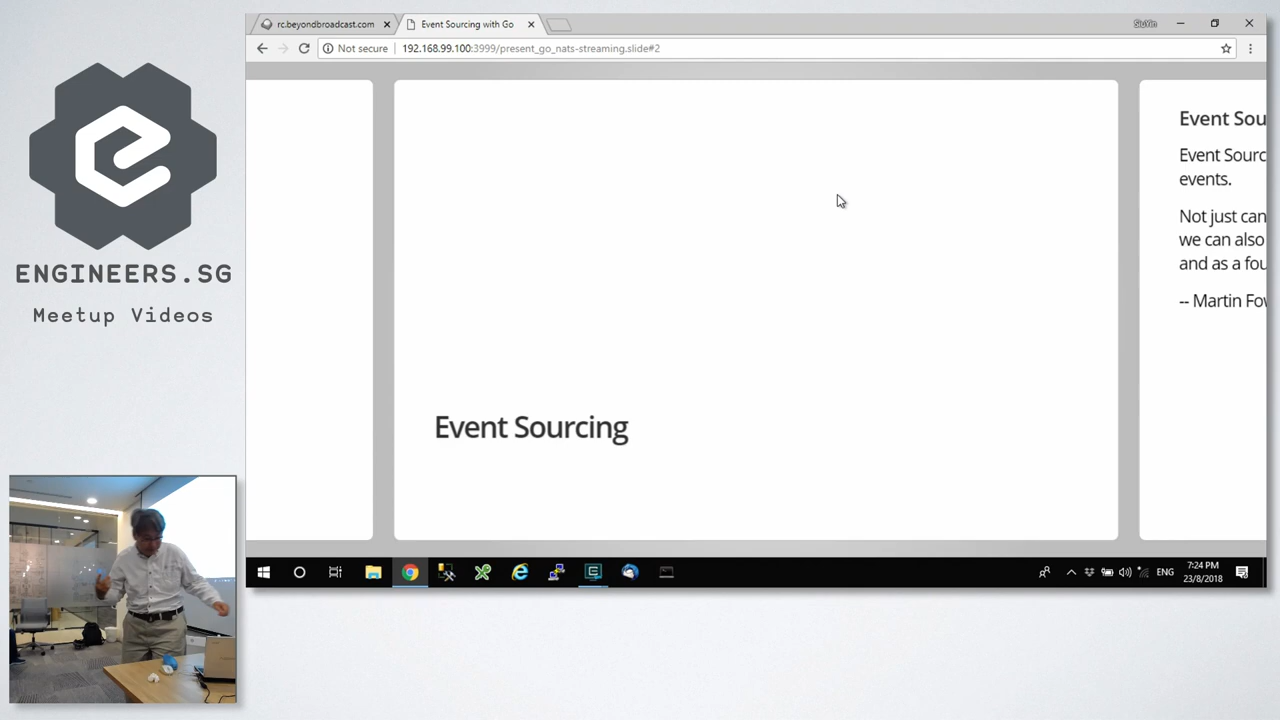 ENGINEERS.SG
Meetup Videos
rc.beyondbroadcast.com
Event Sourcing with Go
SiuYin
Not secure
192.168.99.100:3999/present_go_nats-streaming.slide#2
Event Sourcing
Event Sou
Event Sourc
events.
Not just can
we can also
and as a fou
-- Martin Fow
ENG
7:24 PM
23/8/2018